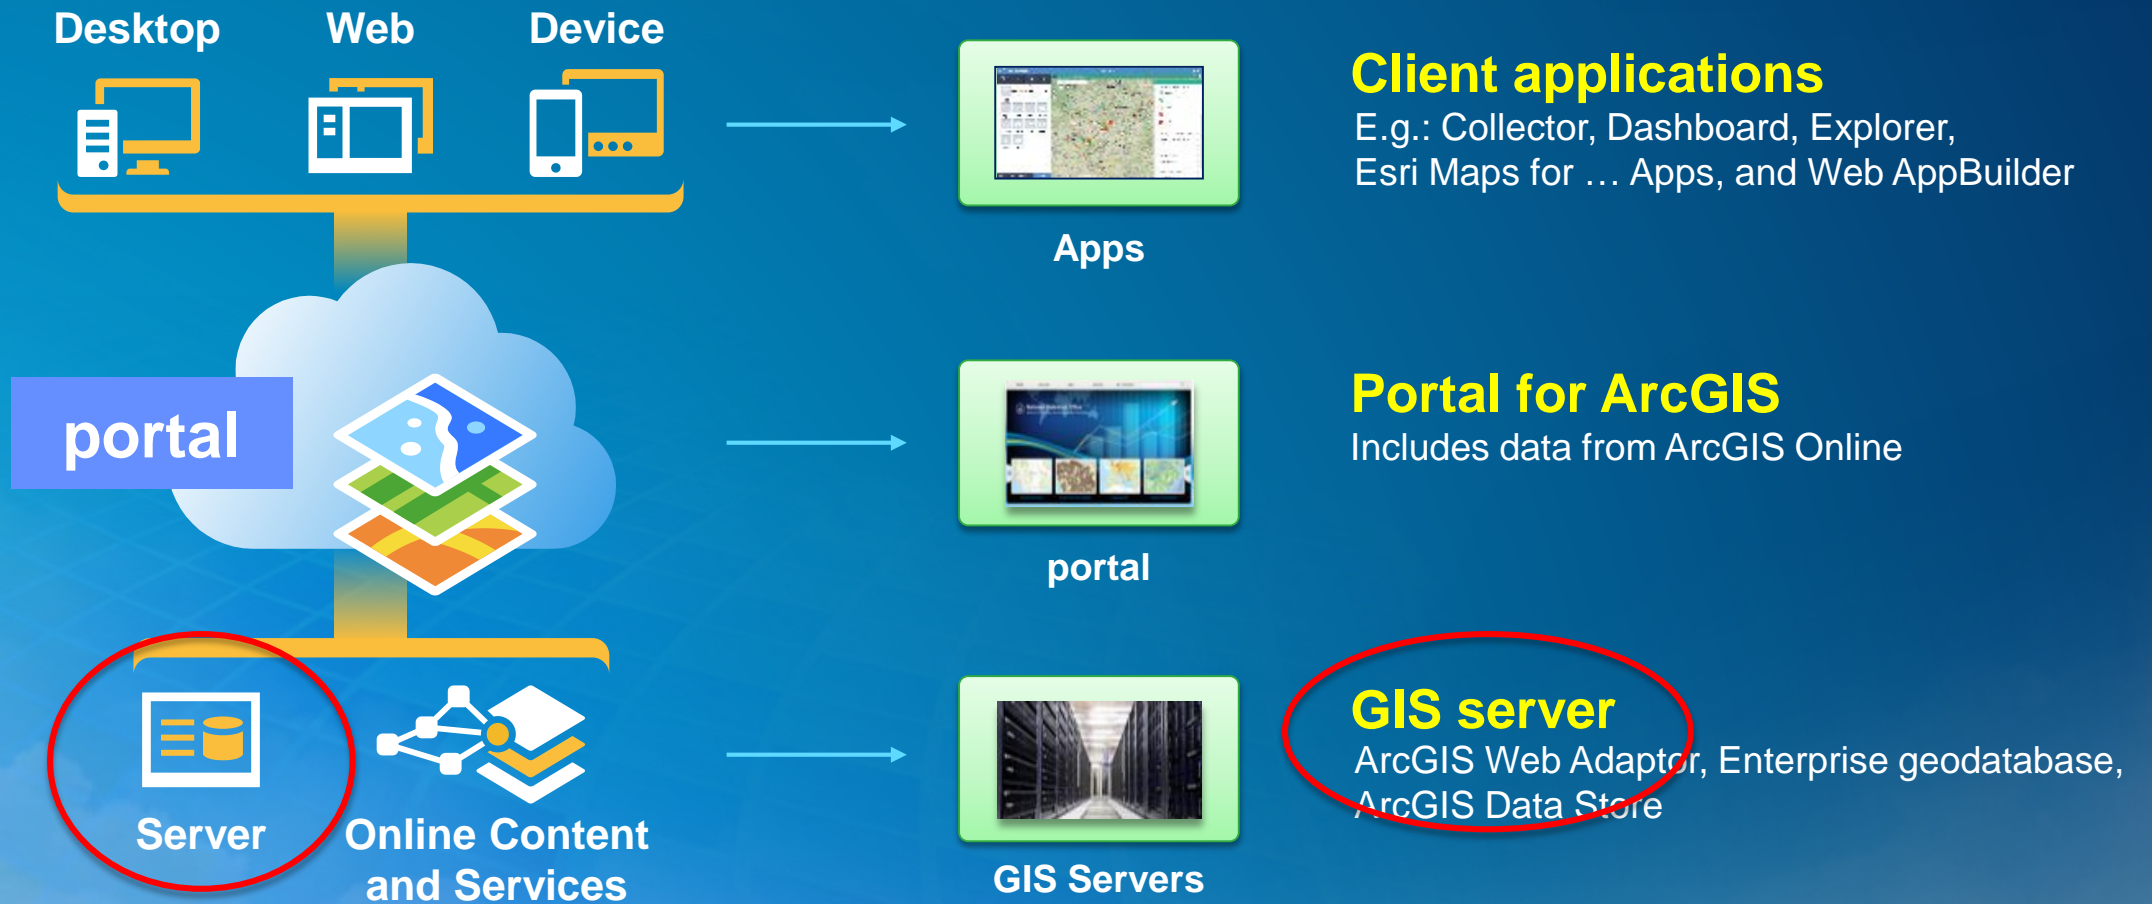 Desktop
Web
Device
Client applications
E.g.: Collector, Dashboard, Explorer,
Esri Maps for … Apps, and Web AppBuilder
Apps
portal
Portal for ArcGIS
Includes data from ArcGIS Online
portal
GIS server
ArcGIS Web Adaptor, Enterprise geodatabase,
ArcGIS Data Store
Server
Online Content
and Services
GIS Servers